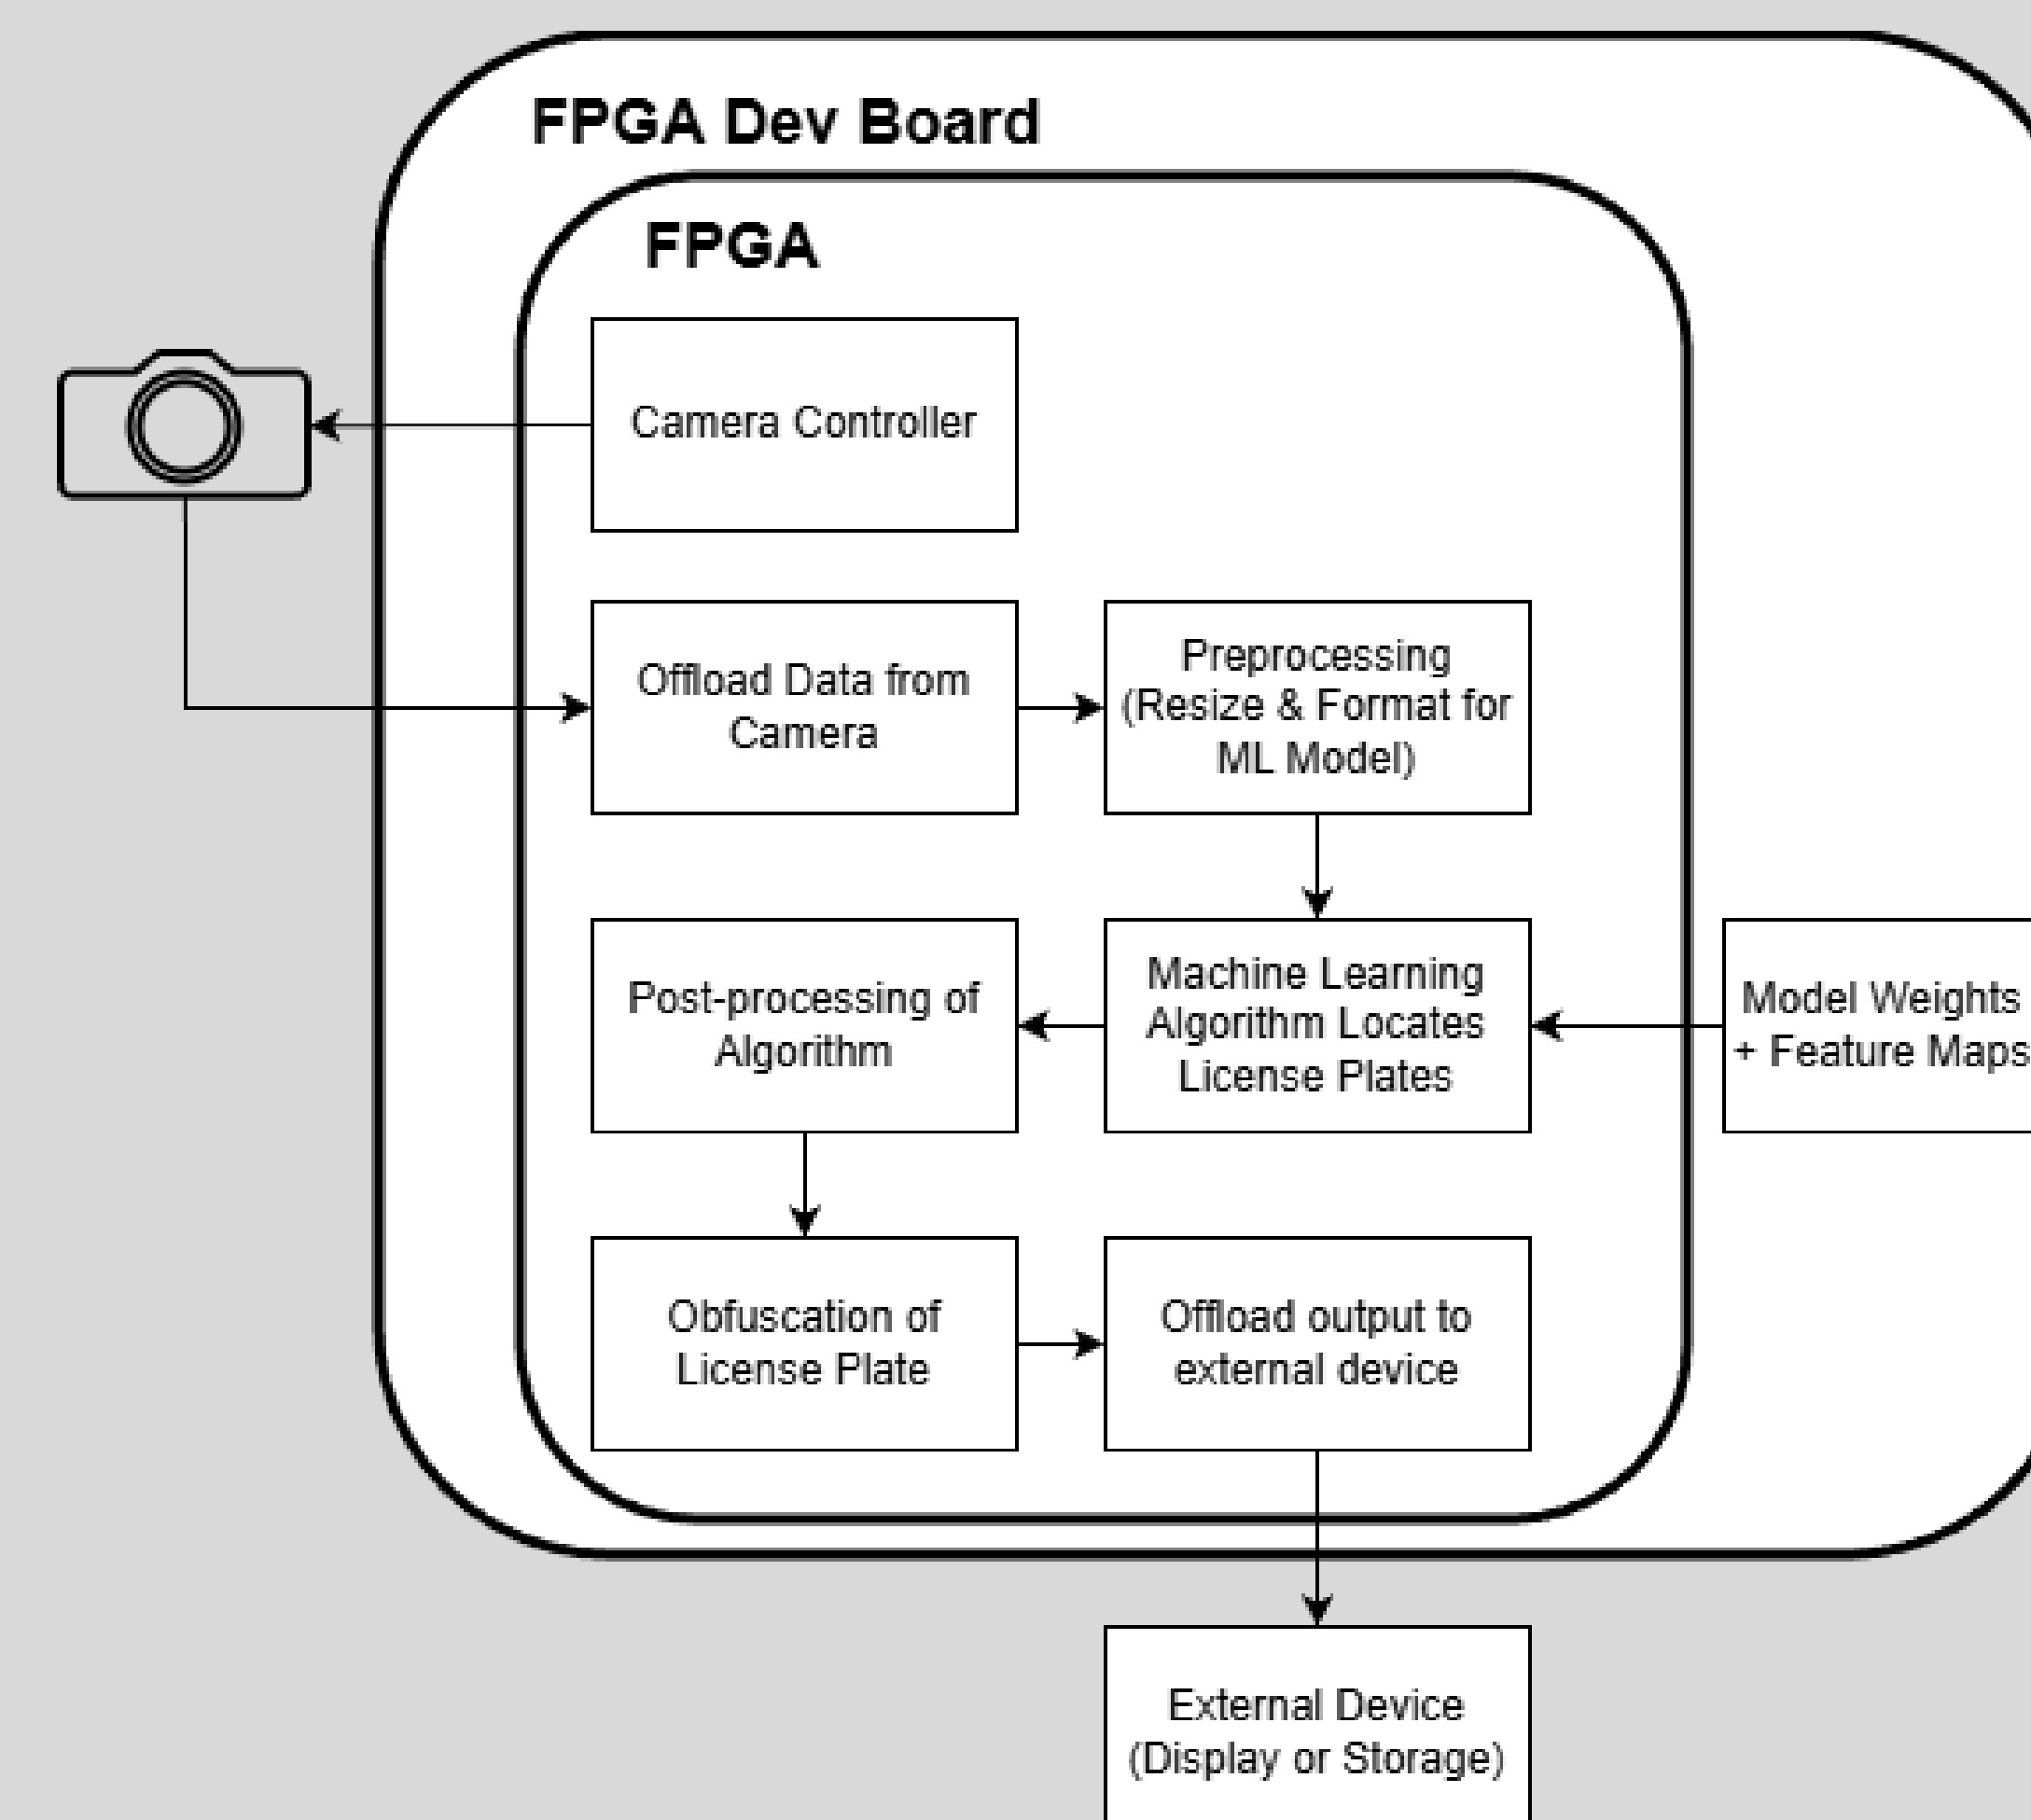 FPGA Dev Board
FPGA
Camera Controller
Offload Data from
Camera
Preprocessing
(Resize & Format for
ML Model)
Post-processing of
Algorithm
Machine Learning
Algorithm Locates
License Plates
Model Weights
+ Feature Maps
Obfuscation of
License Plate
Offload output to
external device
External Device
(Display or Storage)